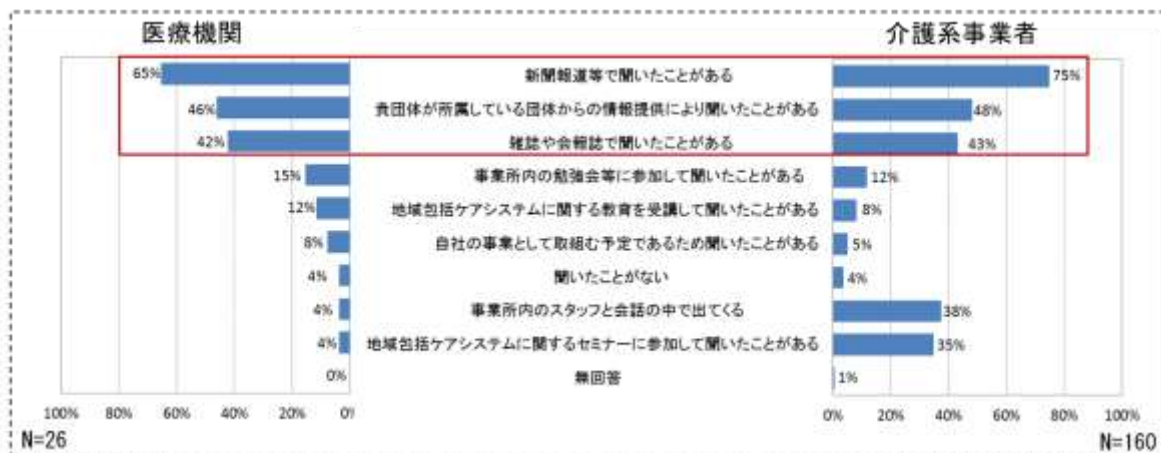 医療機関 介護系事業者
65% 新聞報道等で聞いたことがある 75%
46% 貴団体が所属している団体からの情報提供により聞いたことがある 48%
42% 雑誌や会報誌で聞いたことがある 43%
15% 事業所内の勉強会等に参加して聞いたことがある 12%
12% 地域包括ケアシステムに関する教育を受講して聞いたことがある 8%
8% 自社の事業として取組む予定であるため聞いたことがある 5%
4% 聞いたことがない 4%
4% 事業所内のスタッフと会話の中で出てくる 38%
4% 地域包括ケアシステムに関するセミナーに参加して聞いたことがある 35%
0% 無回答 1%
100% 80% 60% 40% 20% 0% 0% 20% 40% 60% 80% 100%
N=26 N=160